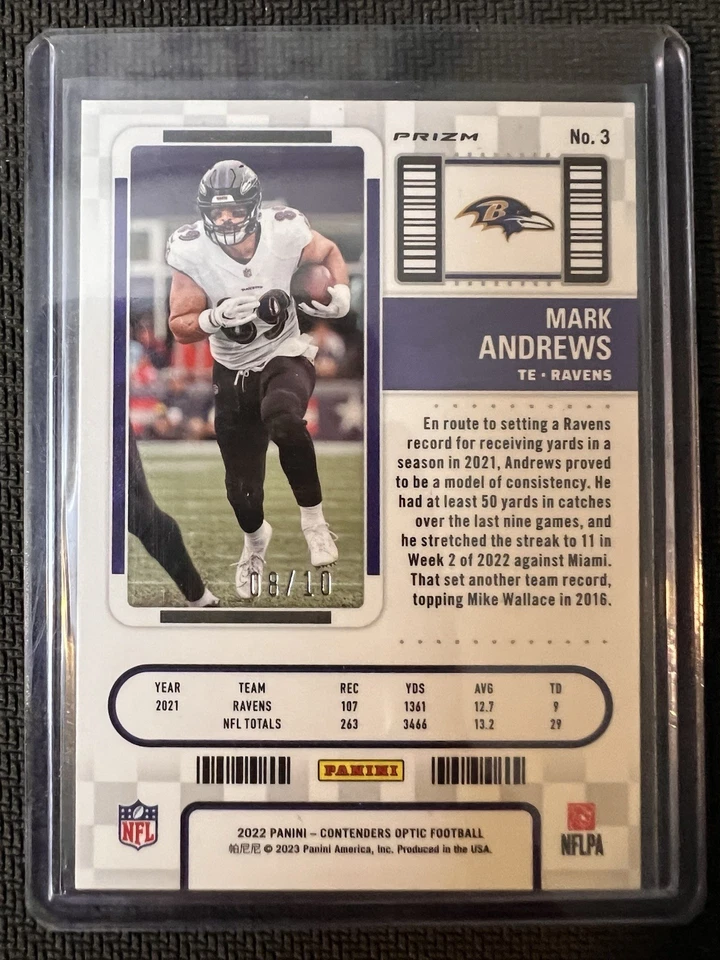 PRIZM No. 3
B
MARK
ANDREWS
TE · RAVENS
89
08/10
En route to setting a Ravens
record for receiving yards in a
season in 2021, Andrews proved
to be a model of consistency. He
had at least 50 yards in catches
over the last nine games, and
he stretched the streak to 11 in
Week 2 of 2022 against Miami.
That set another team record,
topping Mike Wallace in 2016.
YEAR TEAM REC YDS AVG TD
2021 RAVENS 107 1361 12.7 9
NFL TOTALS 263 3466 13.2 29
PANINI
NFL
NFLPA
2022 PANINI – CONTENDERS OPTIC FOOTBALL
帕尼尼 © 2023 Panini America, Inc. Produced in the USA.